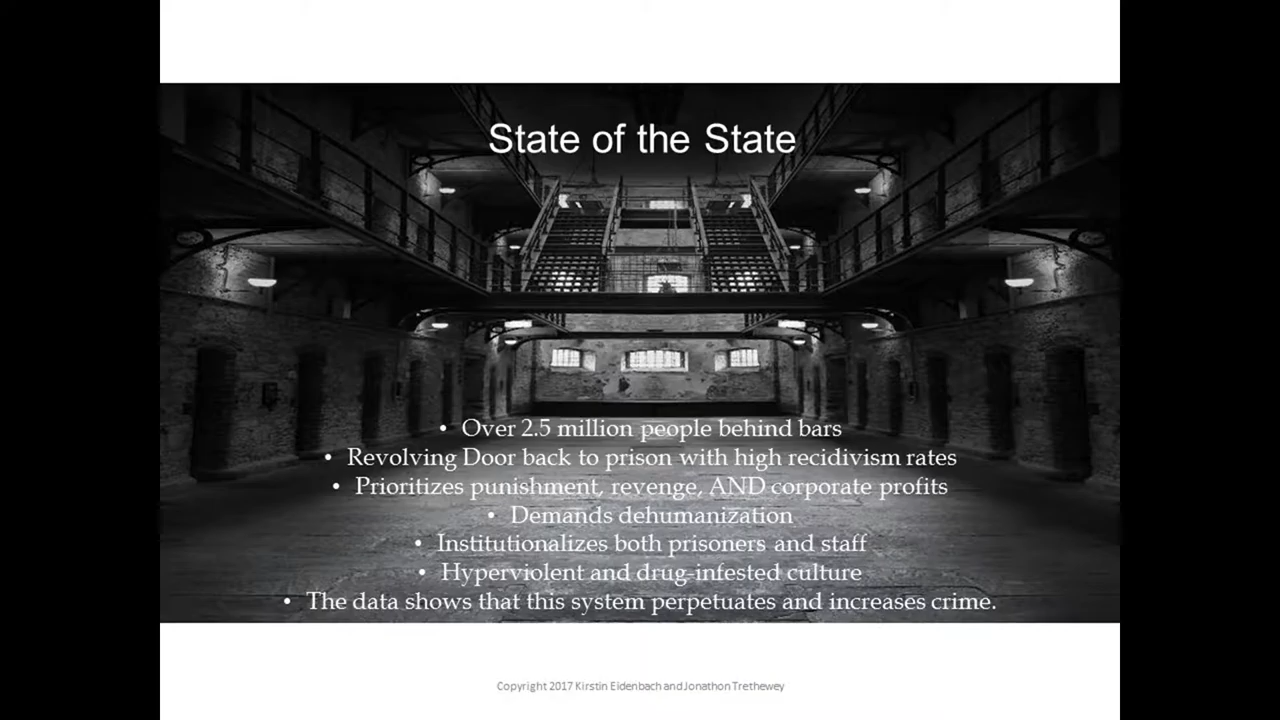 State of the State
• Over 2.5 million people behind bars
• Revolving Door back to prison with high recidivism rates
• Prioritizes punishment, revenge, AND corporate profits
• Demands dehumanization
• Institutionalizes both prisoners and staff
• Hyperviolent and drug-infested culture
• The data shows that this system perpetuates and increases crime.
Copyright 2017 Kirstin Eidenbach and Jonathon Trethewey